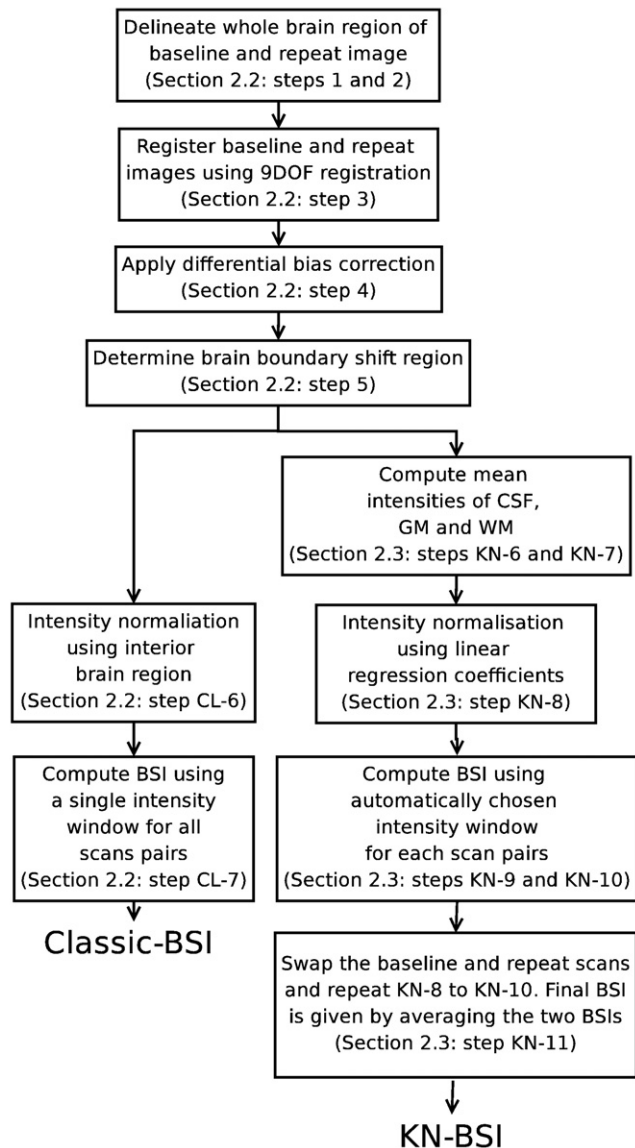 Delineate whole brain region of
baseline and repeat image
(Section 2.2: steps 1 and 2)
Register baseline and repeat
images using 9DOF registration
(Section 2.2: step 3)
Apply differential bias correction
(Section 2.2: step 4)
Determine brain boundary shift region
(Section 2.2: step 5)
Compute mean
intensities of CSF,
GM and WM
(Section 2.3: steps KN-6 and KN-7)
Intensity normaliation
using interior
brain region
(Section 2.2: step CL-6)
Intensity normalisation
using linear
regression coefficients
(Section 2.3: step KN-8)
Compute BSI using
a single intensity
window for all
scans pairs
(Section 2.2: step CL-7)
Classic-BSI
Compute BSI using
automatically chosen
intensity window
for each scan pairs
(Section 2.3: steps KN-9 and KN-10)
Swap the baseline and repeat scans
and repeat KN-8 to KN-10. Final BSI
is given by averaging the two BSIs
(Section 2.3: step KN-11)
KN-BSI